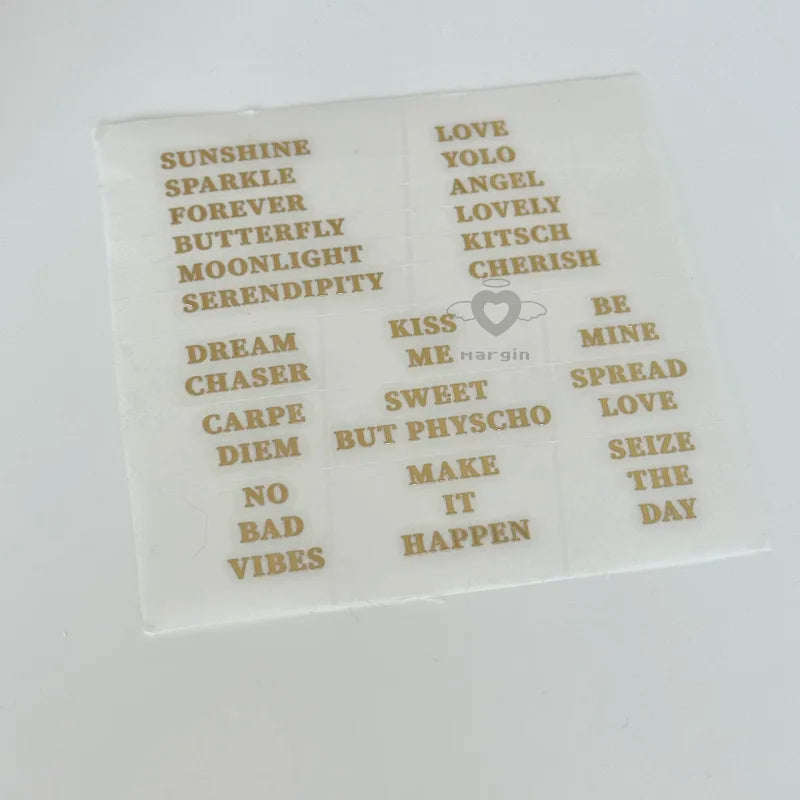 SUNSHINE
SPARKLE
FOREVER
BUTTERFLY
MOONLIGHT
SERENDIPITY
LOVE
YOLO
ANGEL
LOVELY
KITSCH
CHERISH
DREAM
CHASER
KISS
ME
margin
BE
MINE
CARPE
DIEM
SWEET
BUT PHYSCHO
SPREAD
LOVE
NO
BAD
VIBES
MAKE
IT
HAPPEN
SEIZE
THE
DAY